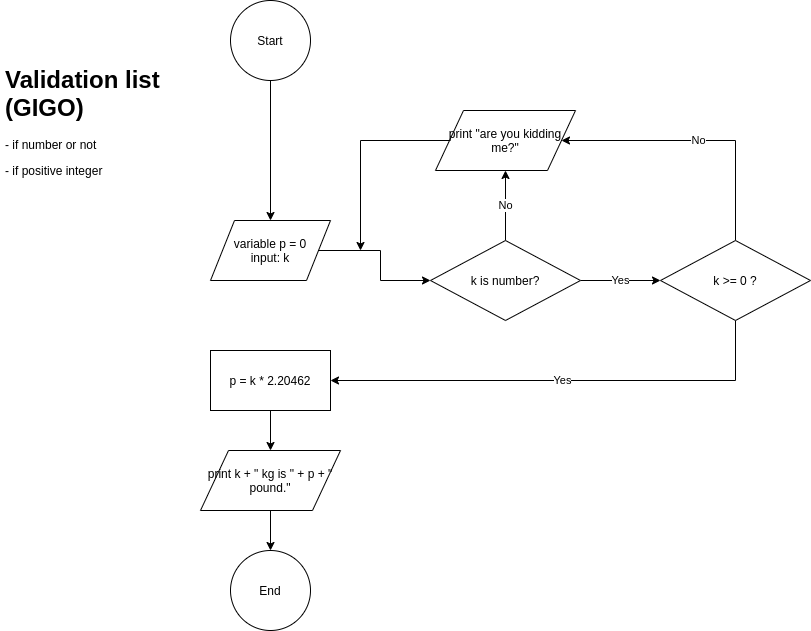 Start
Validation list
(GIGO)
- if number or not
- if positive integer
print "are you kidding
me?"
No
No
variable p = 0
input: k
k is number?
Yes
k >= 0 ?
p = k * 2.20462
Yes
print k + " kg is " + p + "
pound."
End